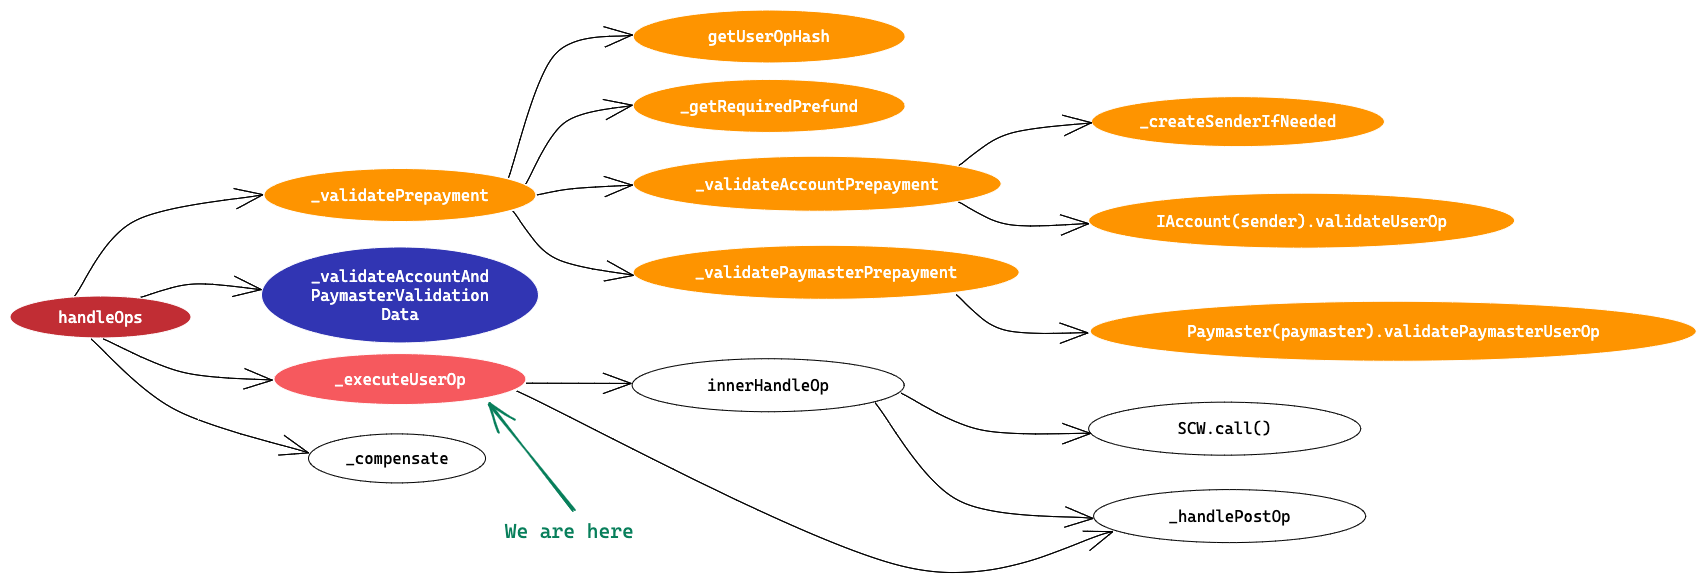 getUserOpHash
_getRequiredPrefund
_createSenderIfNeeded
_validatePrepayment
_validateAccountPrepayment
IAccount(sender).validateUserOp
_validateAccountAnd
PaymasterValidation
Data
_validatePaymasterPrepayment
handleOps
Paymaster(paymaster).validatePaymasterUserOp
_executeUserOp
innerHandleOp
SCW.call()
_compensate
_handlePostOp
We are here